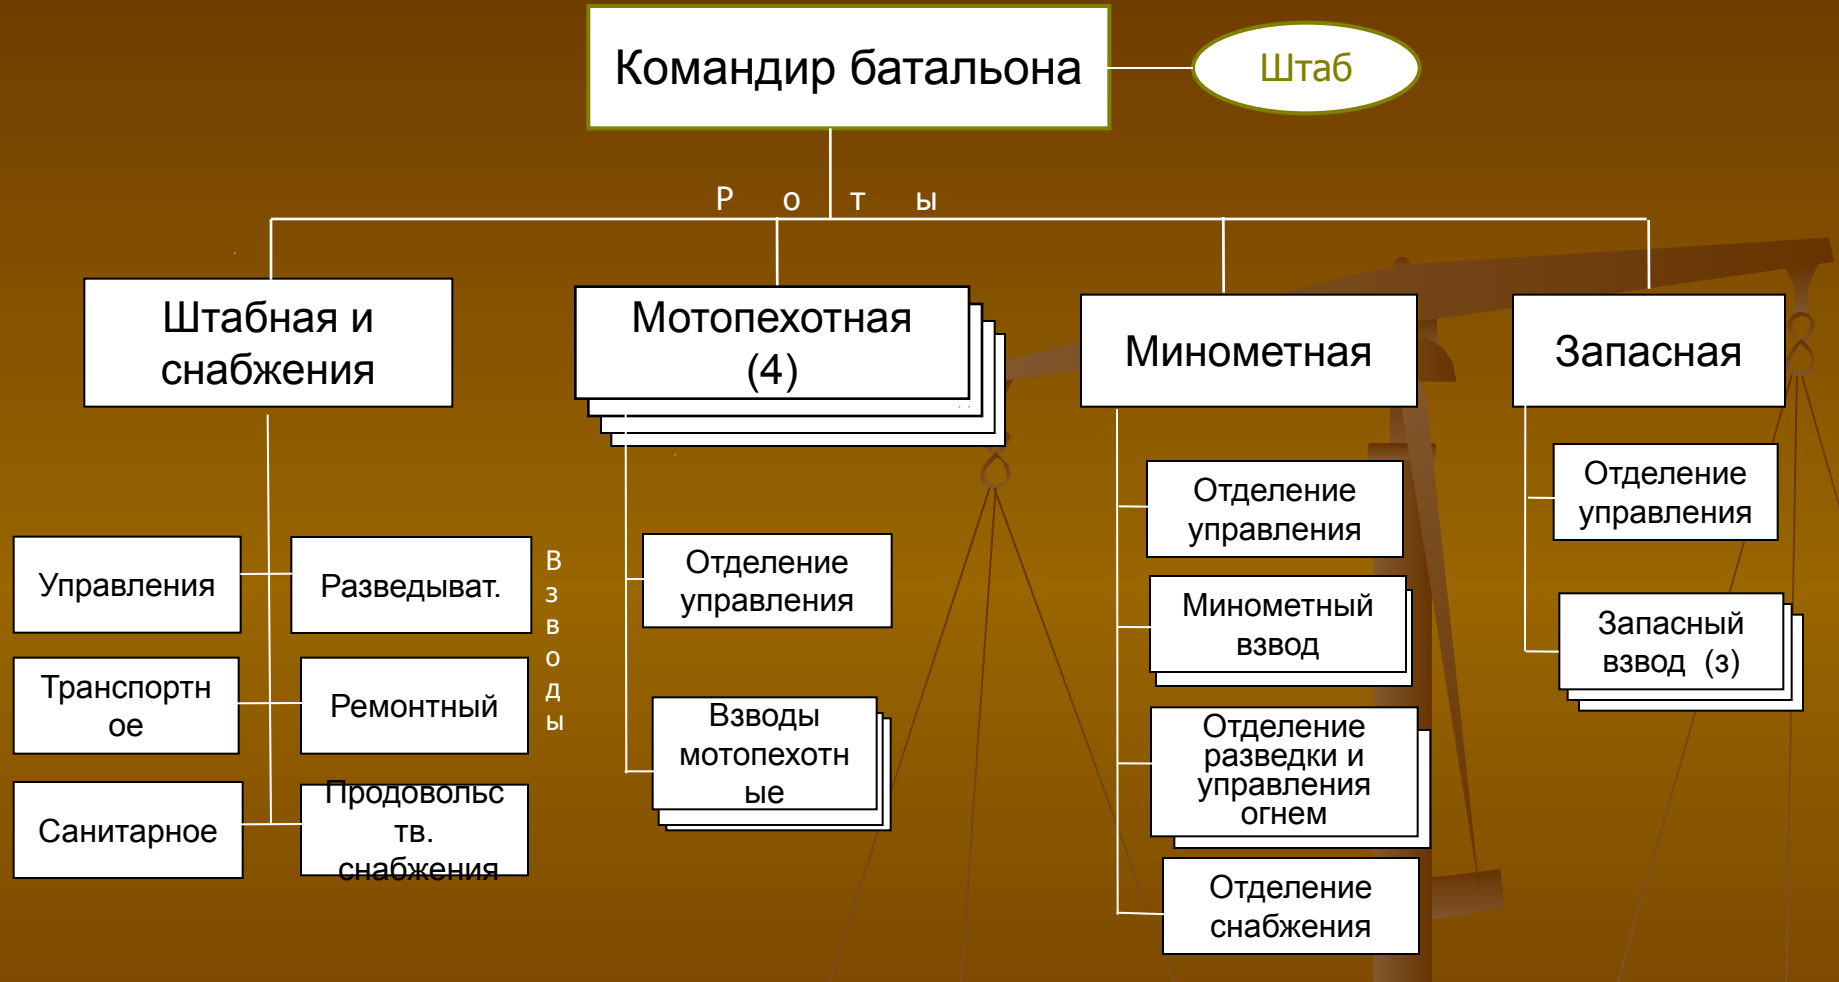 Командир батальона
Штаб
Р о т ы
Штабная и
снабжения
Мотопехотная
(4)
Минометная
Запасная
Управления
Разведыват.
Транспортн
ое
Ремонтный
Санитарное
Продовольс
тв.
снабжения
В
з
в
о
д
ы
Отделение
управления
Взводы
мотопехотн
ые
Отделение
управления
Минометный
взвод
Отделение
разведки и
управления
огнем
Отделение
снабжения
Отделение
управления
Запасный
взвод (з)